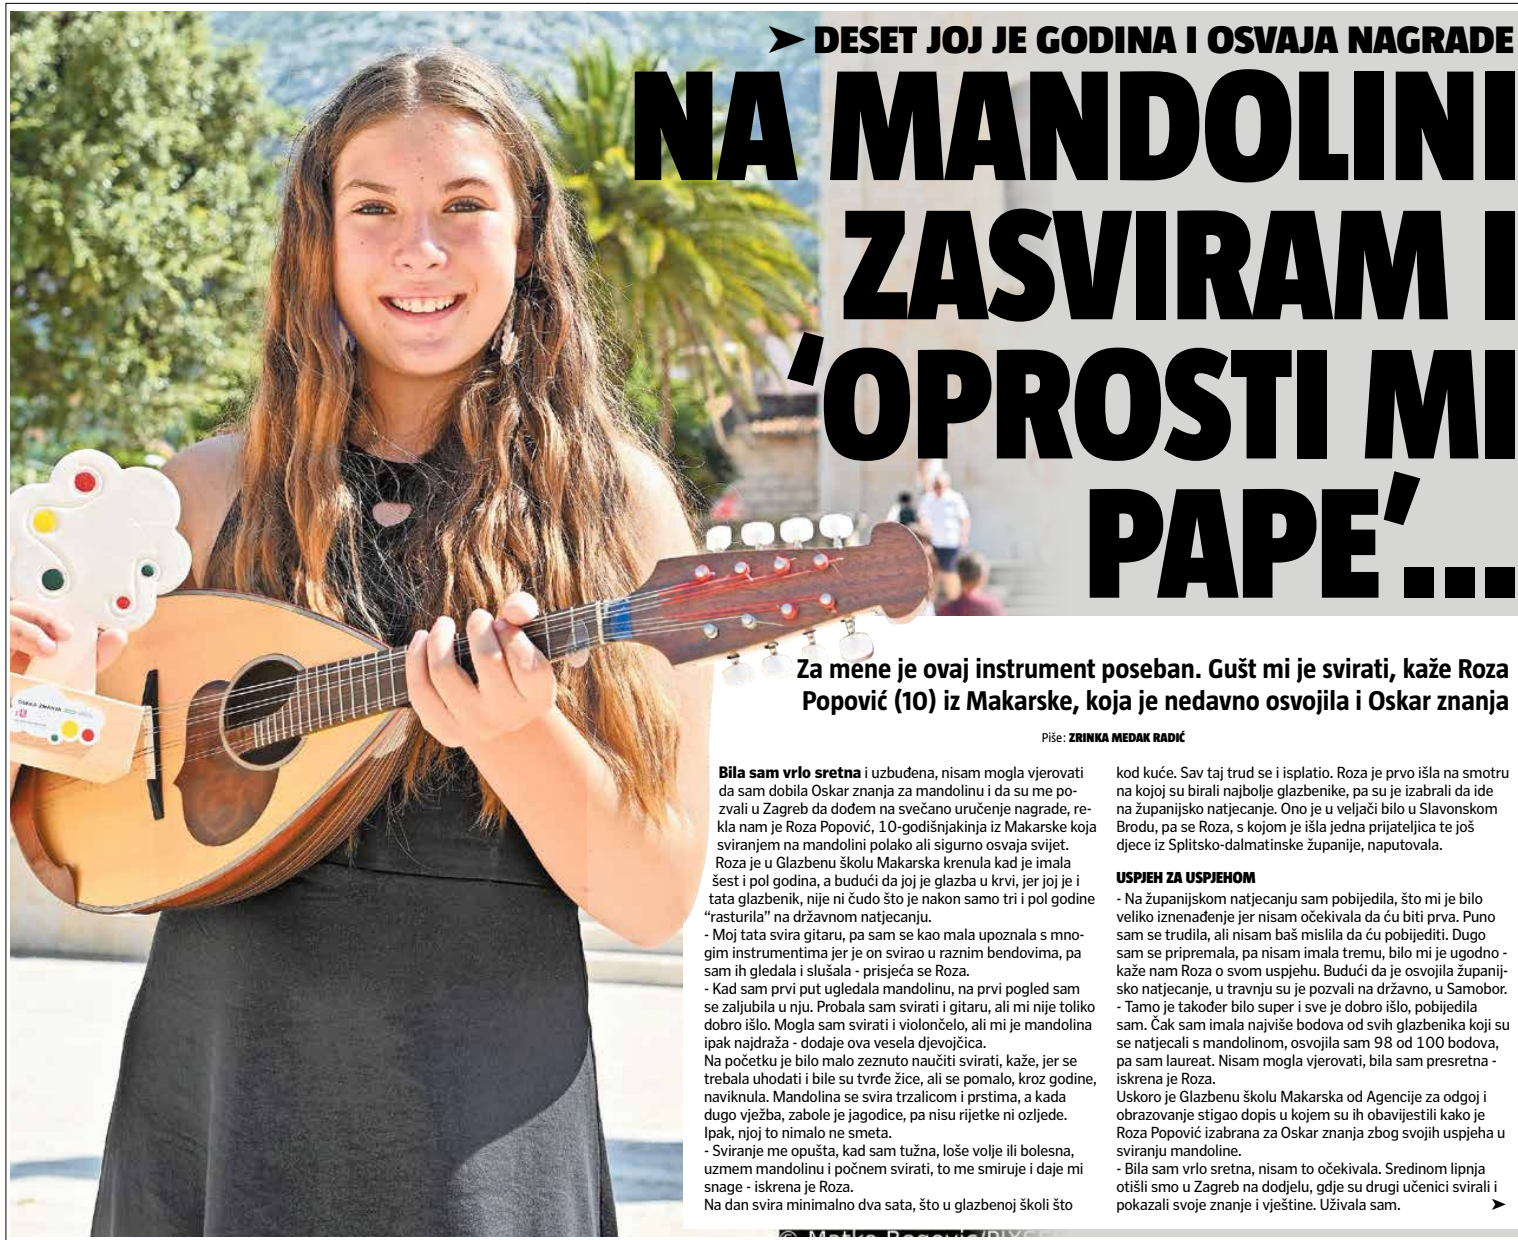 ➤ DESET JOJ JE GODINA I OSVAJA NAGRADE
NA MANDOLINI
ZASVIRAM I
‘OPROSTI MI
PAPE’...
Za mene je ovaj instrument poseban. Gušt mi je svirati, kaže Roza
Popović (10) iz Makarske, koja je nedavno osvojila i Oskar znanja
Piše: ZRINKA MEDAK RADIĆ
Bila sam vrlo sretna i uzbuđena, nisam mogla vjerovati
da sam dobila Oskar znanja za mandolinu i da su me po-
zvali u Zagreb da dođem na svečano uručenje nagrade, re-
kla nam je Roza Popović, 10-godišnjakinja iz Makarske koja
sviranjem na mandolini polako ali sigurno osvaja svijet.
Roza je u Glazbenu školu Makarska krenula kad je imala
šest i pol godina, a budući da joj je glazba u krvi, jer joj je i
tata glazbenik, nije ni čudo što je nakon samo tri i pol godine
“rasturila” na državnom natjecanju.
- Moj tata svira gitaru, pa sam se kao mala upoznala s mno-
gim instrumentima jer je on svirao u raznim bendovima, pa
sam ih gledala i slušala - prisjeća se Roza.
- Kad sam prvi put ugledala mandolinu, na prvi pogled sam
se zaljubila u nju. Probala sam svirati i gitaru, ali mi nije toliko
dobro išlo. Mogla sam svirati i violončelo, ali mi je mandolina
ipak najdraža - dodaje ova vesela djevojčica.
Na početku je bilo malo zeznuto naučiti svirati, kaže, jer se
trebala uhodati i bile su tvrđe žice, ali se pomalo, kroz godine,
naviknula. Mandolina se svira trzalicom i prstima, a kada
dugo vježba, zabole je jagodice, pa nisu rijetke ni ozljede.
Ipak, njoj to nimalo ne smeta.
- Sviranje me opušta, kad sam tužna, loše volje ili bolesna,
uzmem mandolinu i počnem svirati, to me smiruje i daje mi
snage - iskrena je Roza.
Na dan svira minimalno dva sata, što u glazbenoj školi što
kod kuće. Sav taj trud se i isplatio. Roza je prvo išla na smotru
na kojoj su birali najbolje glazbenike, pa su je izabrali da ide
na županijsko natjecanje. Ono je u veljači bilo u Slavonskom
Brodu, pa se Roza, s kojom je išla jedna prijateljica te još
djece iz Splitsko-dalmatinske županije, naputovala.
USPJEH ZA USPJEHOM
- Na županijskom natjecanju sam pobijedila, što mi je bilo
veliko iznenađenje jer nisam očekivala da ću biti prva. Puno
sam se trudila, ali nisam baš mislila da ću pobijediti. Dugo
sam se pripremala, pa nisam imala tremu, bilo mi je ugodno -
kaže nam Roza o svom uspjehu. Budući da je osvojila županij-
sko natjecanje, u travnju su je pozvali na državno, u Samobor.
- Tamo je također bilo super i sve je dobro išlo, pobijedila
sam. Čak sam imala najviše bodova od svih glazbenika koji su
se natjecali s mandolinom, osvojila sam 98 od 100 bodova,
pa sam laureat. Nisam mogla vjerovati, bila sam presretna -
iskrena je Roza.
Uskoro je Glazbenu školu Makarska od Agencije za odgoj i
obrazovanje stigao dopis u kojem su ih obavijestili kako je
Roza Popović izabrana za Oskar znanja zbog svojih uspjeha u
sviranju mandoline.
- Bila sam vrlo sretna, nisam to očekivala. Sredinom lipnja
otišli smo u Zagreb na dodjelu, gdje su drugi učenici svirali i
pokazali svoje znanje i vještine. Uživala sam. ➤